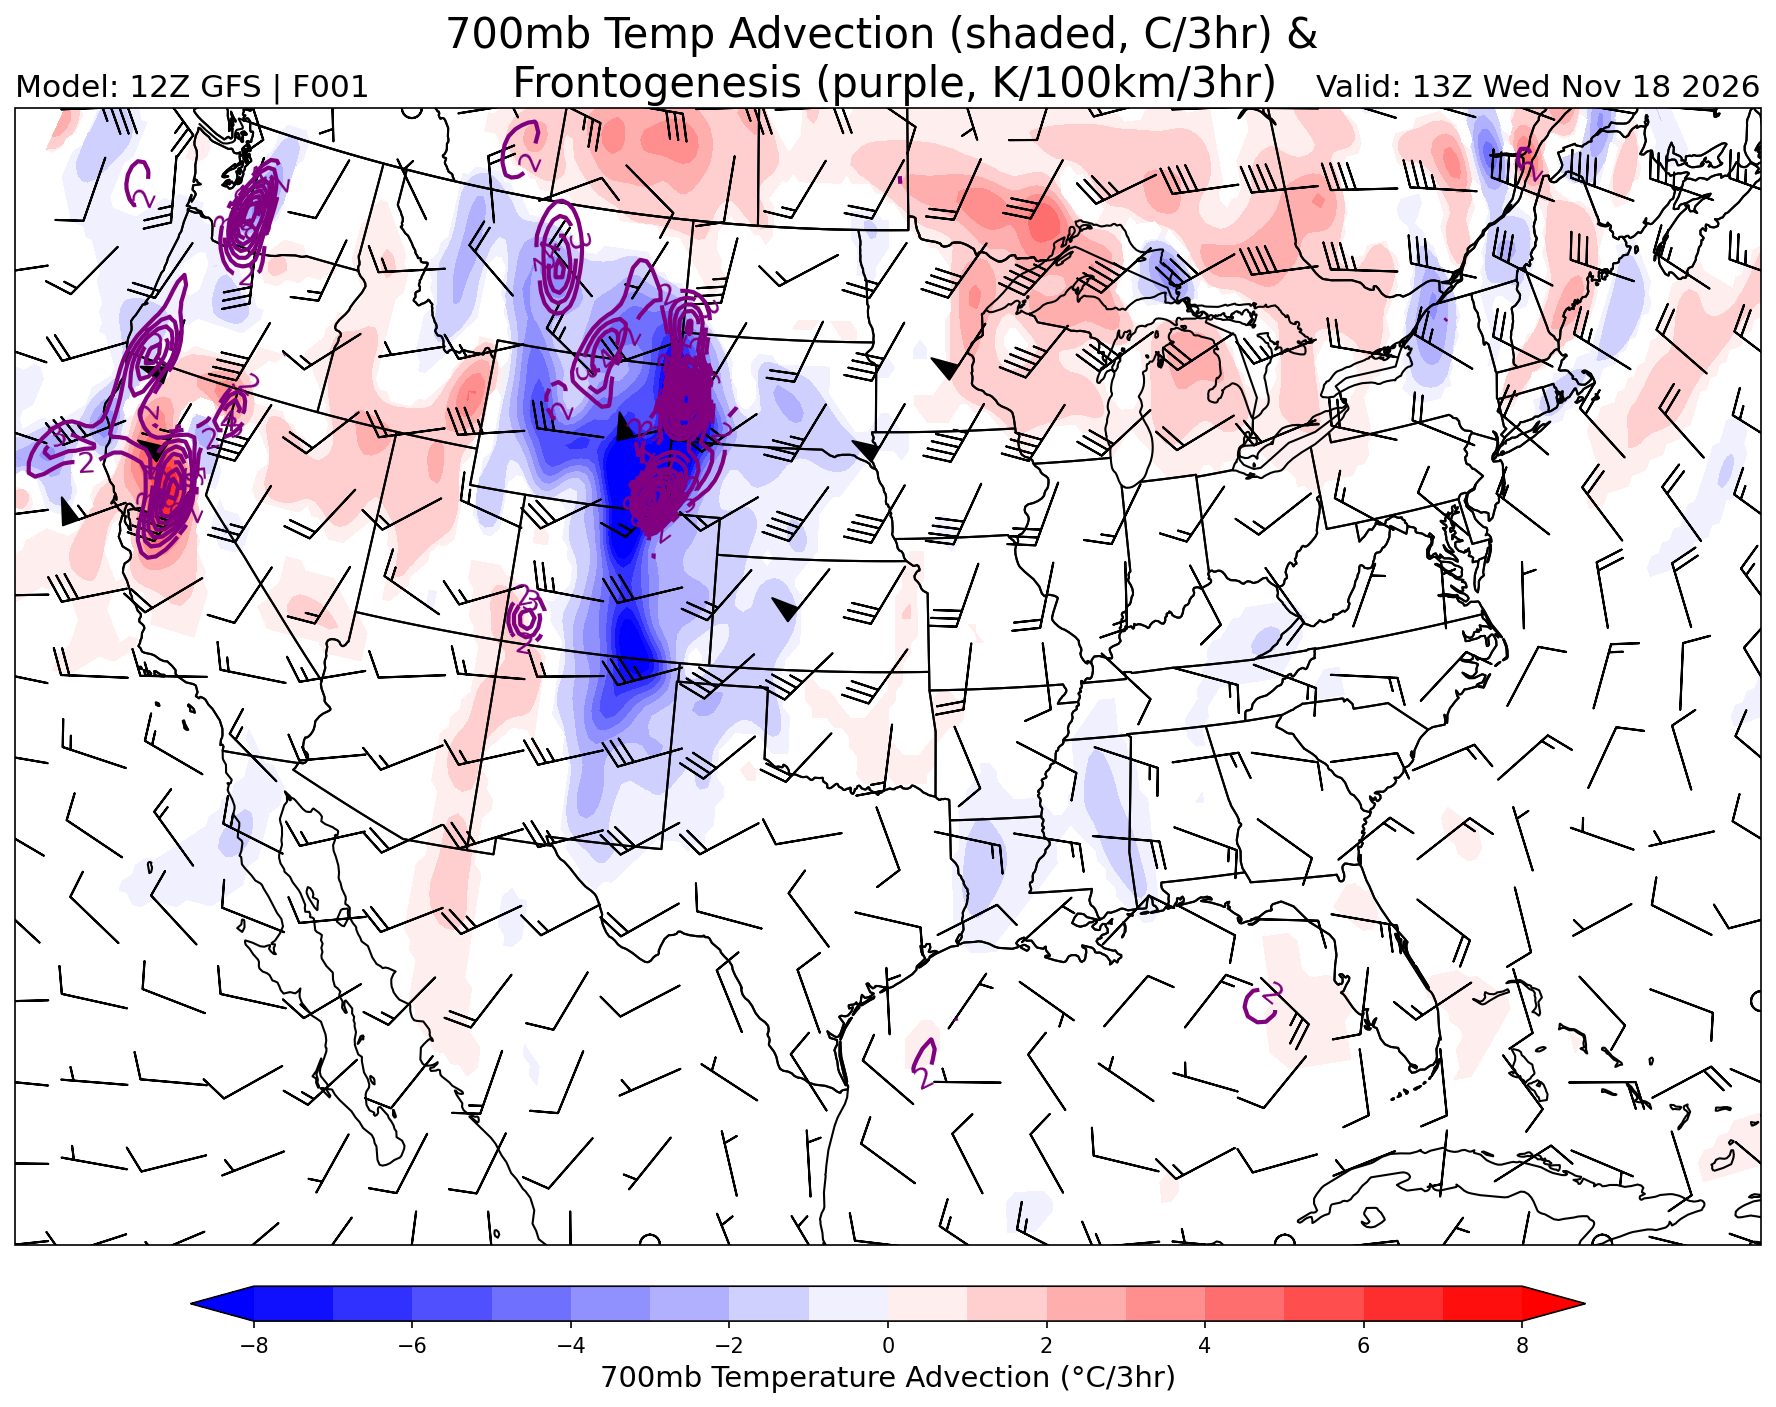 700mb Temp Advection (shaded, C/3hr) &
Model: 12Z GFS | F001
Frontogenesis (purple, K/100km/3hr)
Valid: 13Z Wed Nov 18 2026
−8 −6 −4 −2 0 2 4 6 8
700mb Temperature Advection (°C/3hr)